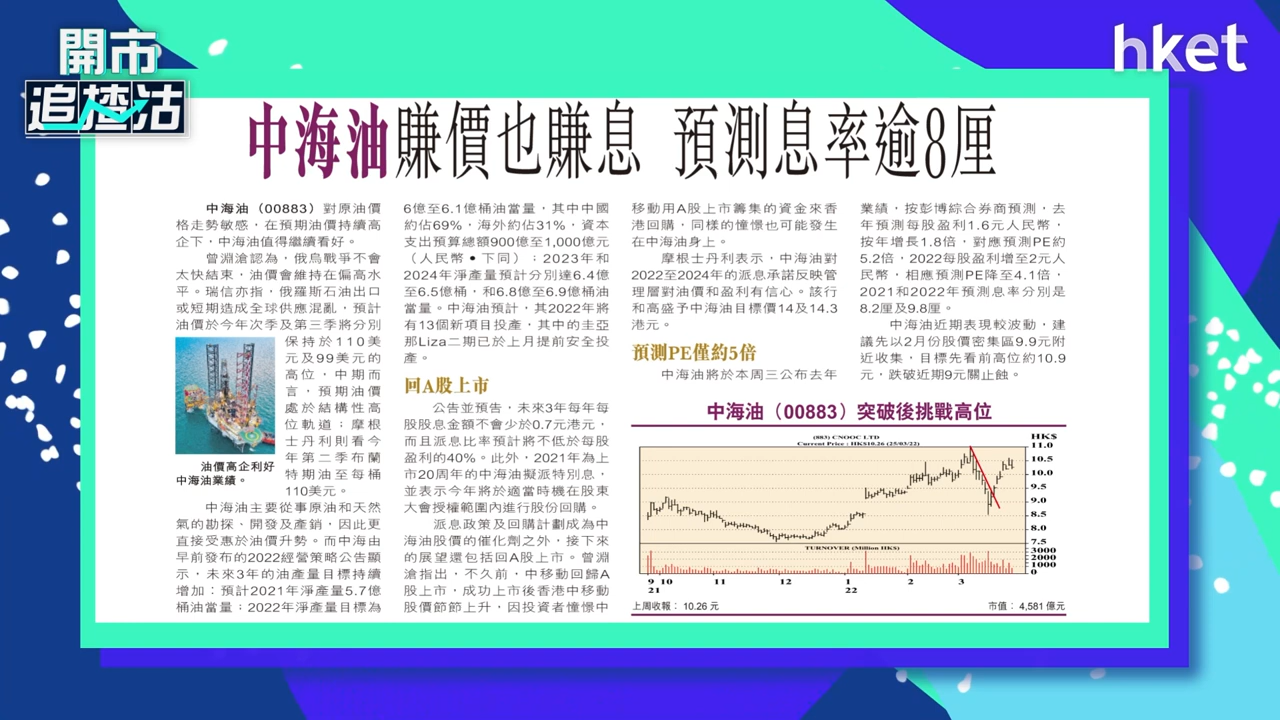 開市
追揸沽
hket
中海油賺價也賺息 預測息率逾8厘
中海油（00883）對原油價
格走勢敏感，在預期油價持續高
企下，中海油值得繼續看好。
曾淵滄認為，俄烏戰爭不會
太快結束，油價會維持在偏高水
平。瑞信亦指，俄羅斯石油出口
或短期造成全球供應混亂，預計
油價於今年次季及第三季將分別
保持於110美
元及99美元的
高位，中期而
言，預期油價
處於結構性高
位軌道；摩根
士丹利則看今
年第二季布蘭
特期油至每桶
110美元。
油價高企利好
中海油業績。
中海油主要從事原油和天然
氣的勘探、開發及產銷，因此更
直接受惠於油價升勢。而中海油
早前發布的2022經營策略公告顯
示，未來3年的油產量目標持續
增加：預計2021年淨產量5.7億
桶油當量；2022年淨產量目標為
6億至6.1億桶油當量，其中中國
約佔69%，海外約佔31%，資本
支出預算總額900億至1,000億元
（人民幣•下同）；2023年和
2024年淨產量預計分別達6.4億
至6.5億桶，和6.8億至6.9億桶油
當量。中海油預計，其2022年將
有13個新項目投產，其中的圭亞
那Liza二期已於上月提前安全投
產。
回A股上市
公告並預告，未來3年每年每
股股息金額不會少於0.7元港元，
而且派息比率預計將不低於每股
盈利的40%。此外，2021年為上
市20周年的中海油擬派特別息，
並表示今年將於適當時機在股東
大會授權範圍內進行股份回購。
派息政策及回購計劃成為中
海油股價的催化劑之外，接下來
的展望還包括回A股上市。曾淵
滄指出，不久前，中移動回歸A
股上市，成功上市後香港中移動
股價節節上升，因投資者憧憬中
移動用A股上市籌集的資金來香
港回購，同樣的憧憬也可能發生
在中海油身上。
摩根士丹利表示，中海油對
2022至2024年的派息承諾反映管
理層對油價和盈利有信心。該行
和高盛予中海油目標價14及14.3
港元。
預測PE僅約5倍
中海油將於本周三公布去年
業績，按彭博綜合券商預測，去
年預測每股盈利1.6元人民幣，
按年增長1.8倍，對應預測PE約
5.2倍，2022每股盈利增至2元人
民幣，相應預測PE降至4.1倍，
2021和2022年預測息率分別是
8.2厘及9.8厘。
中海油近期表現較波動，建
議先以2月份股價密集區9.9元附
近收集，目標先看前高位約10.9
元，跌破近期9元關止蝕。
中海油（00883）突破後挑戰高位
(883) CNOOC LTD
Current Price : HK$10.26 (25/03/22)
HK$
11.0
10.5
10.0
9.5
9.0
8.5
8.0
7.5
TURNOVER (Million HK$)
3000
2000
1000
0
9 10 11 12 1 2 3
21 22
上周收報： 10.26 元
市值： 4,581 億元